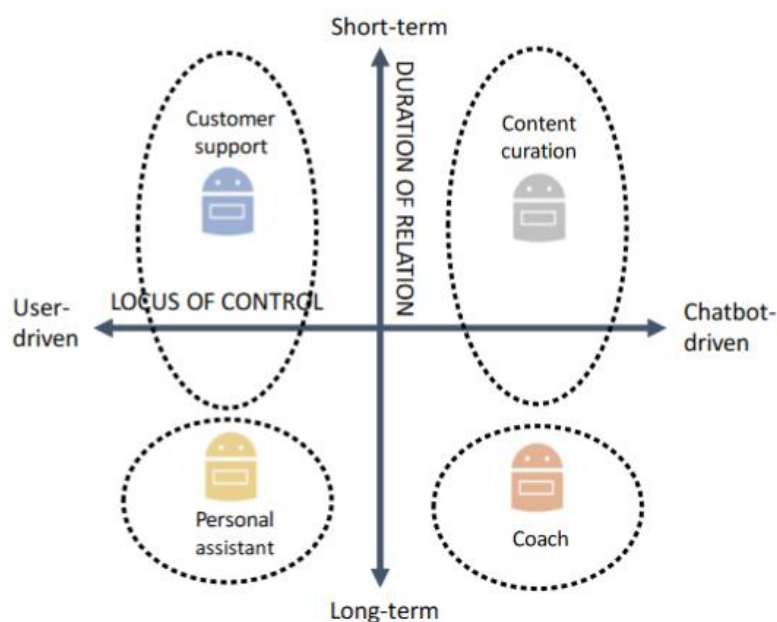 Short-term
DURATION OF RELATION
Customer
support
Content
curation
LOCUS OF CONTROL
User-
driven
Chatbot-
driven
Personal
assistant
Coach
Long-term